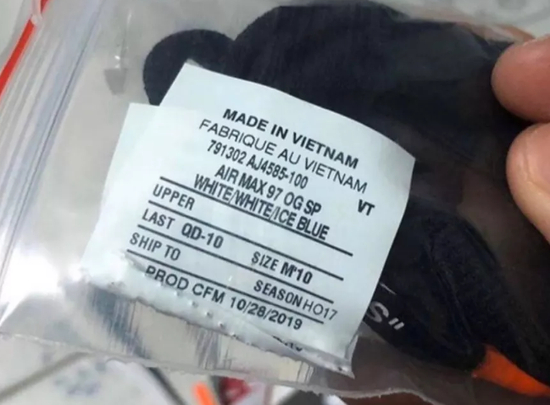 MADE IN VIETNAM
FABRIQUE AU VIETNAM
791302 AJ4585-100 VT
AIR MAX 97 OG SP
WHITE/WHITE/ICE BLUE
UPPER
LAST QD-10 SIZE M'10
SHIP TO SEASON HO17
PROD CFM 10/28/2019
S"